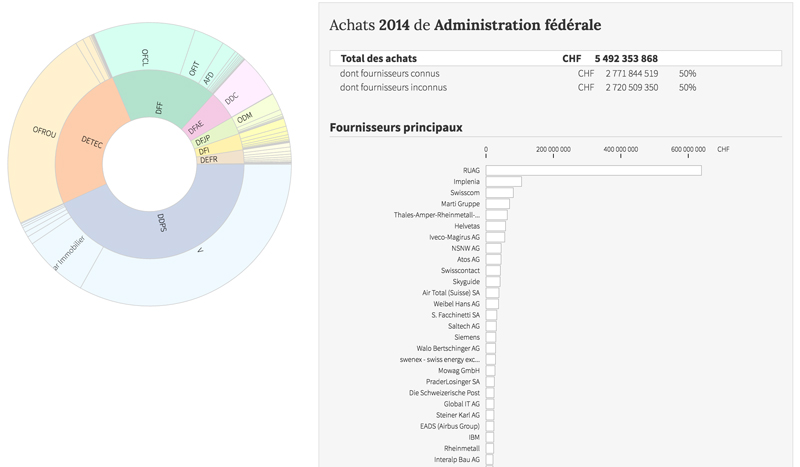 OFCL
OFIT
AFD
DFF
DDC
DFAE
ODM
DFJP
DFI
DEFR
OFROU
DETEC
DDPS
V
ar Immobilier
Achats 2014 de Administration fédérale
Total des achats CHF 5 492 353 868
dont fournisseurs connus CHF 2 771 844 519 50%
dont fournisseurs inconnus CHF 2 720 509 350 50%
Fournisseurs principaux
0 200 000 000 400 000 000 600 000 000 CHF
RUAG
Implenia
Swisscom
Marti Gruppe
Thales-Amper-Rheinmetall-...
Helvetas
Iveco-Magirus AG
NSNW AG
Atos AG
Swisscontact
Skyguide
Air Total (Suisse) SA
Weibel Hans AG
S. Facchinetti SA
Saltech AG
Siemens
Walo Bertschinger AG
swenex - swiss energy exc...
Mowag GmbH
PraderLosinger SA
Die Schweizerische Post
Global IT AG
Steiner Karl AG
EADS (Airbus Group)
IBM
Rheinmetall
Interalp Bau AG